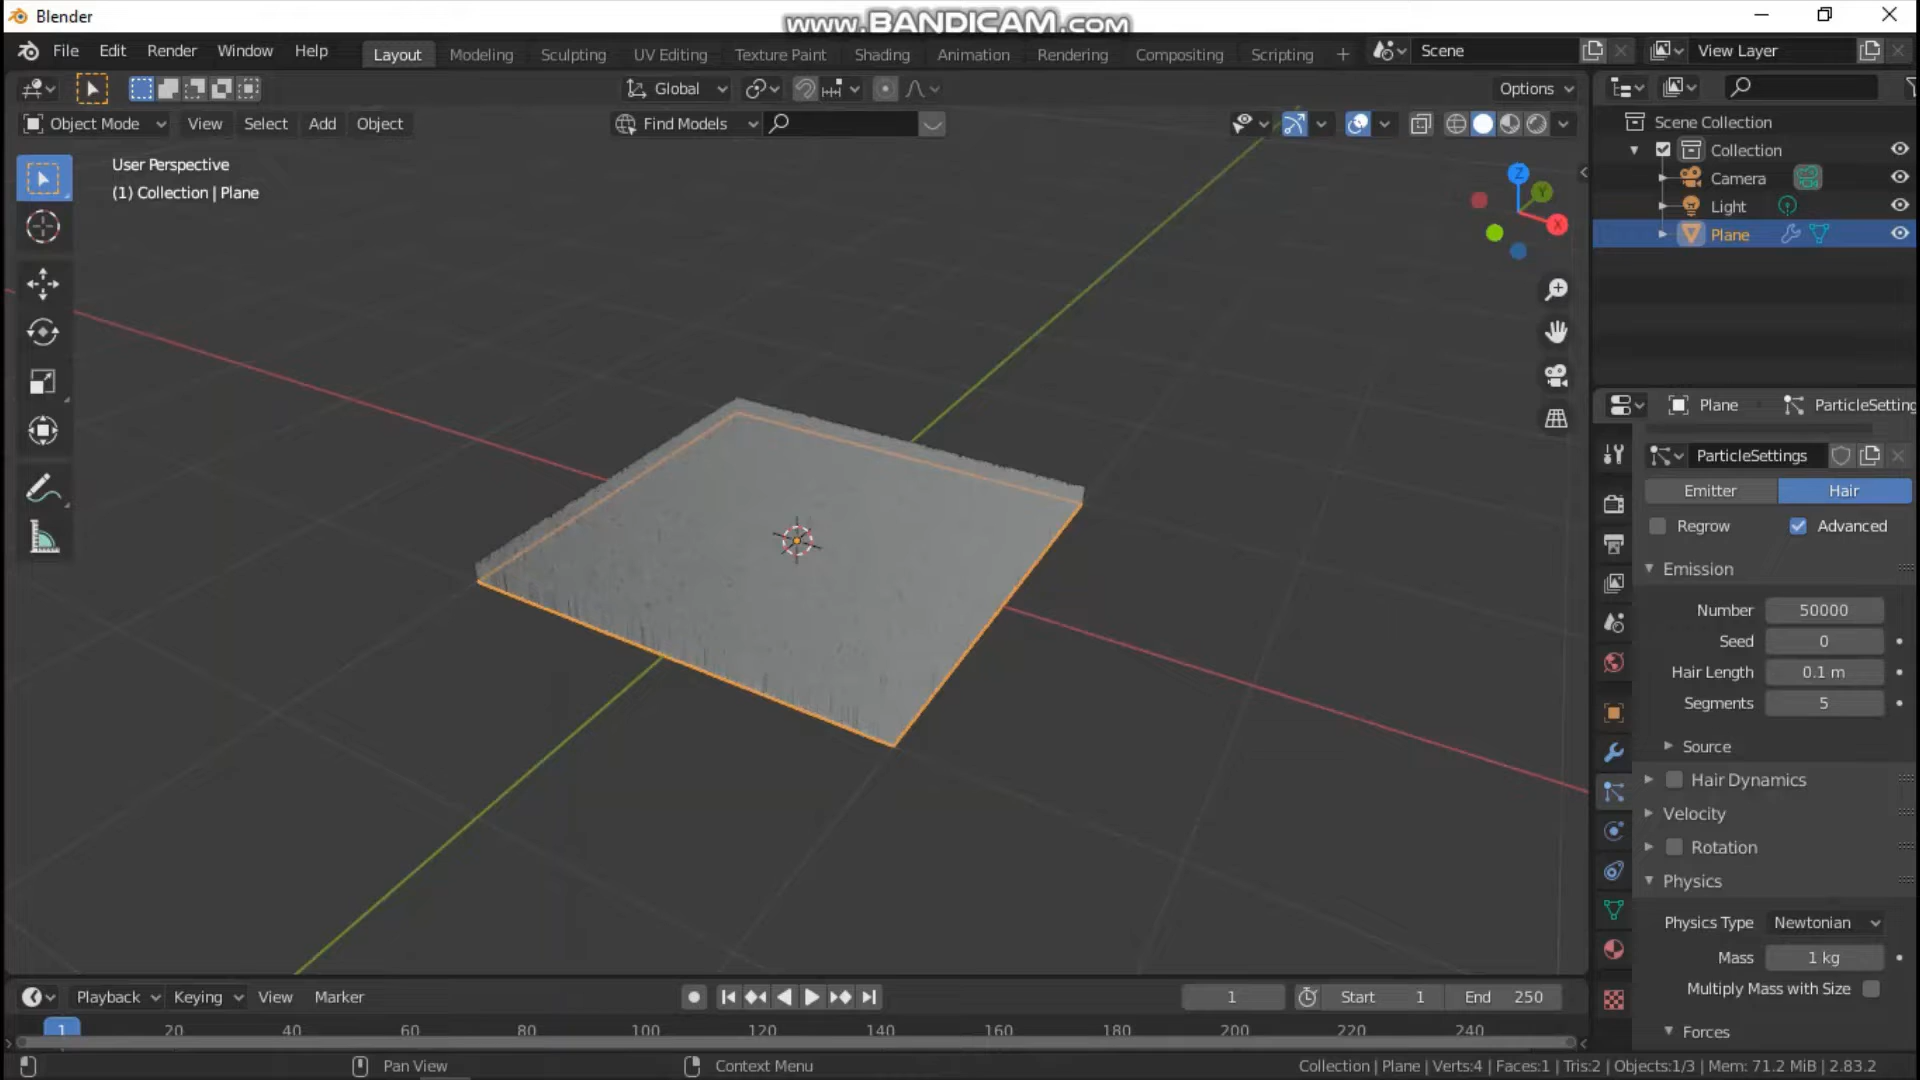 Blender
www.BANDICAM.com
File Edit Render Window Help
Layout Modeling Sculpting UV Editing Texture Paint Shading Animation Rendering Compositing Scripting +
Scene
View Layer
Global
Options
Object Mode View Select Add Object
Find Models
User Perspective
(1) Collection | Plane
Z
Y
X
Scene Collection
Collection
Camera
Light
Plane
Plane ParticleSetting
ParticleSettings
Emitter Hair
Regrow Advanced
Emission
Number 50000
Seed 0
Hair Length 0.1 m
Segments 5
Source
Hair Dynamics
Velocity
Rotation
Physics
Physics Type Newtonian
Mass 1 kg
Multiply Mass with Size
Forces
Playback Keying View Marker
1 Start 1 End 250
1 20 40 60 80 100 120 140 160 180 200 220 240
Pan View Context Menu
Collection | Plane | Verts:4 | Faces:1 | Tris:2 | Objects:1/3 | Mem: 71.2 MiB | 2.83.2